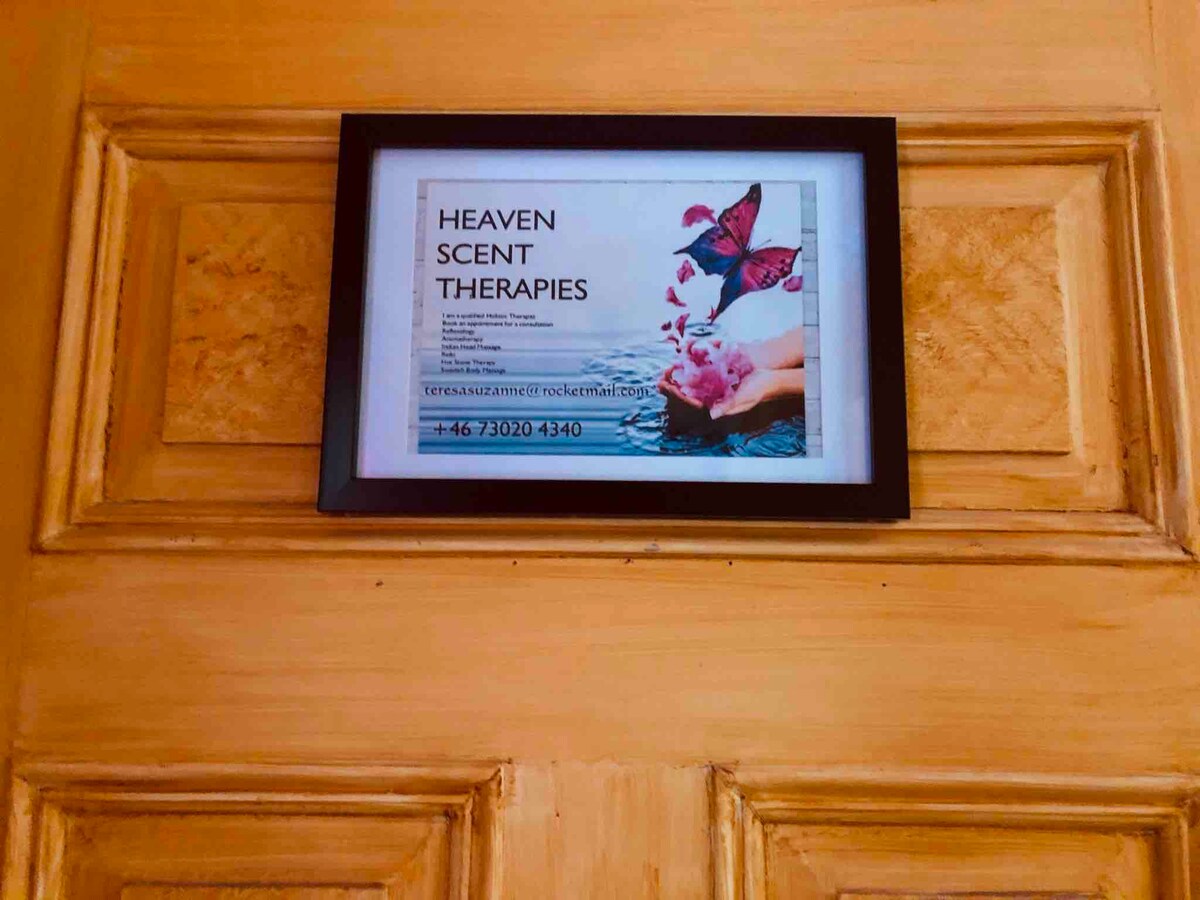 HEAVEN
SCENT
THERAPIES
I am a qualified Holistic Therapist
Book an appointment for a consultation
Reflexology
Aromatherapy
Indian Head Massage
Reiki
Hot Stone Therapy
Swedish Body Massage
teresasuzanne@rocketmail.com
+46 73020 4340